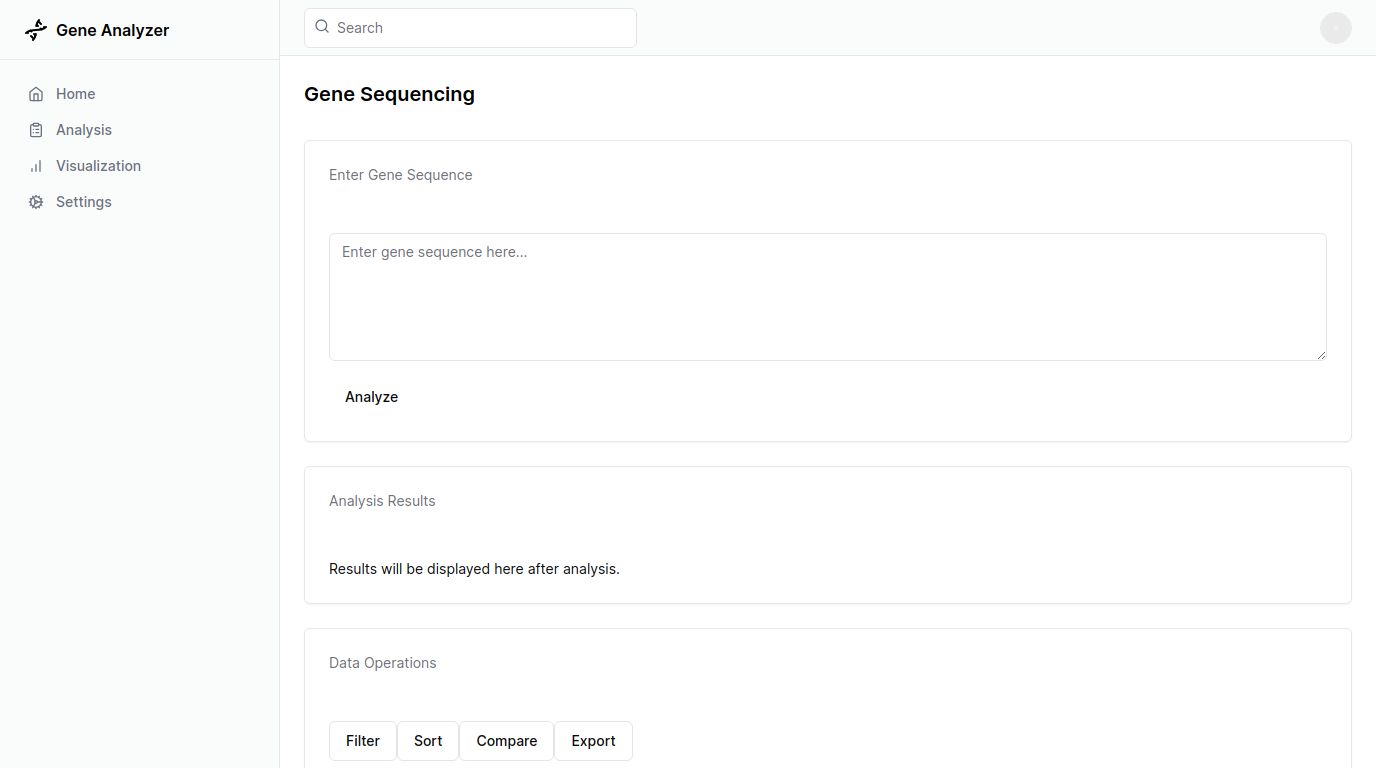 Gene Analyzer
Search
Home
Analysis
Visualization
Settings
Gene Sequencing
Enter Gene Sequence
Enter gene sequence here...
Analyze
Analysis Results
Results will be displayed here after analysis.
Data Operations
Filter Sort Compare Export